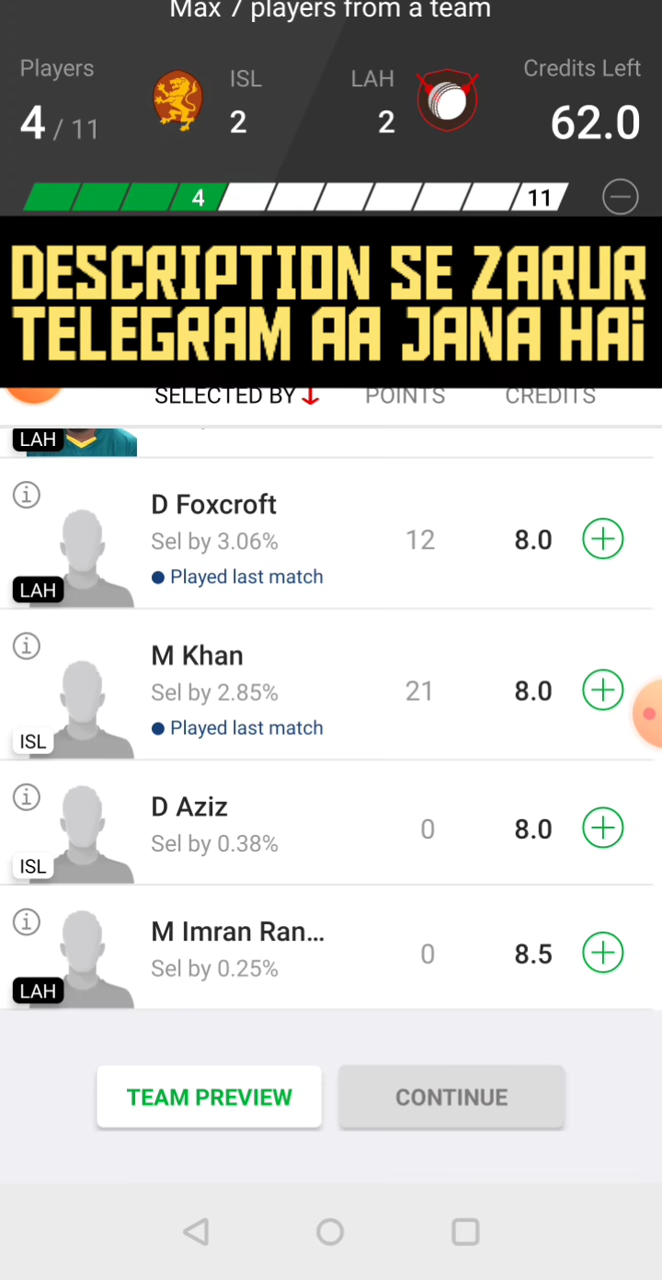 Max 7 players from a team
Players
ISL
LAH
Credits Left
4 / 11
2
2
62.0
4
11
DESCRIPTION SE ZARUR
TELEGRAM AA JANA HAi
SELECTED BY
POINTS
CREDITS
LAH
D Foxcroft
Sel by 3.06%
12
8.0
Played last match
LAH
M Khan
Sel by 2.85%
21
8.0
Played last match
ISL
D Aziz
Sel by 0.38%
0
8.0
ISL
M Imran Ran...
Sel by 0.25%
0
8.5
LAH
TEAM PREVIEW
CONTINUE